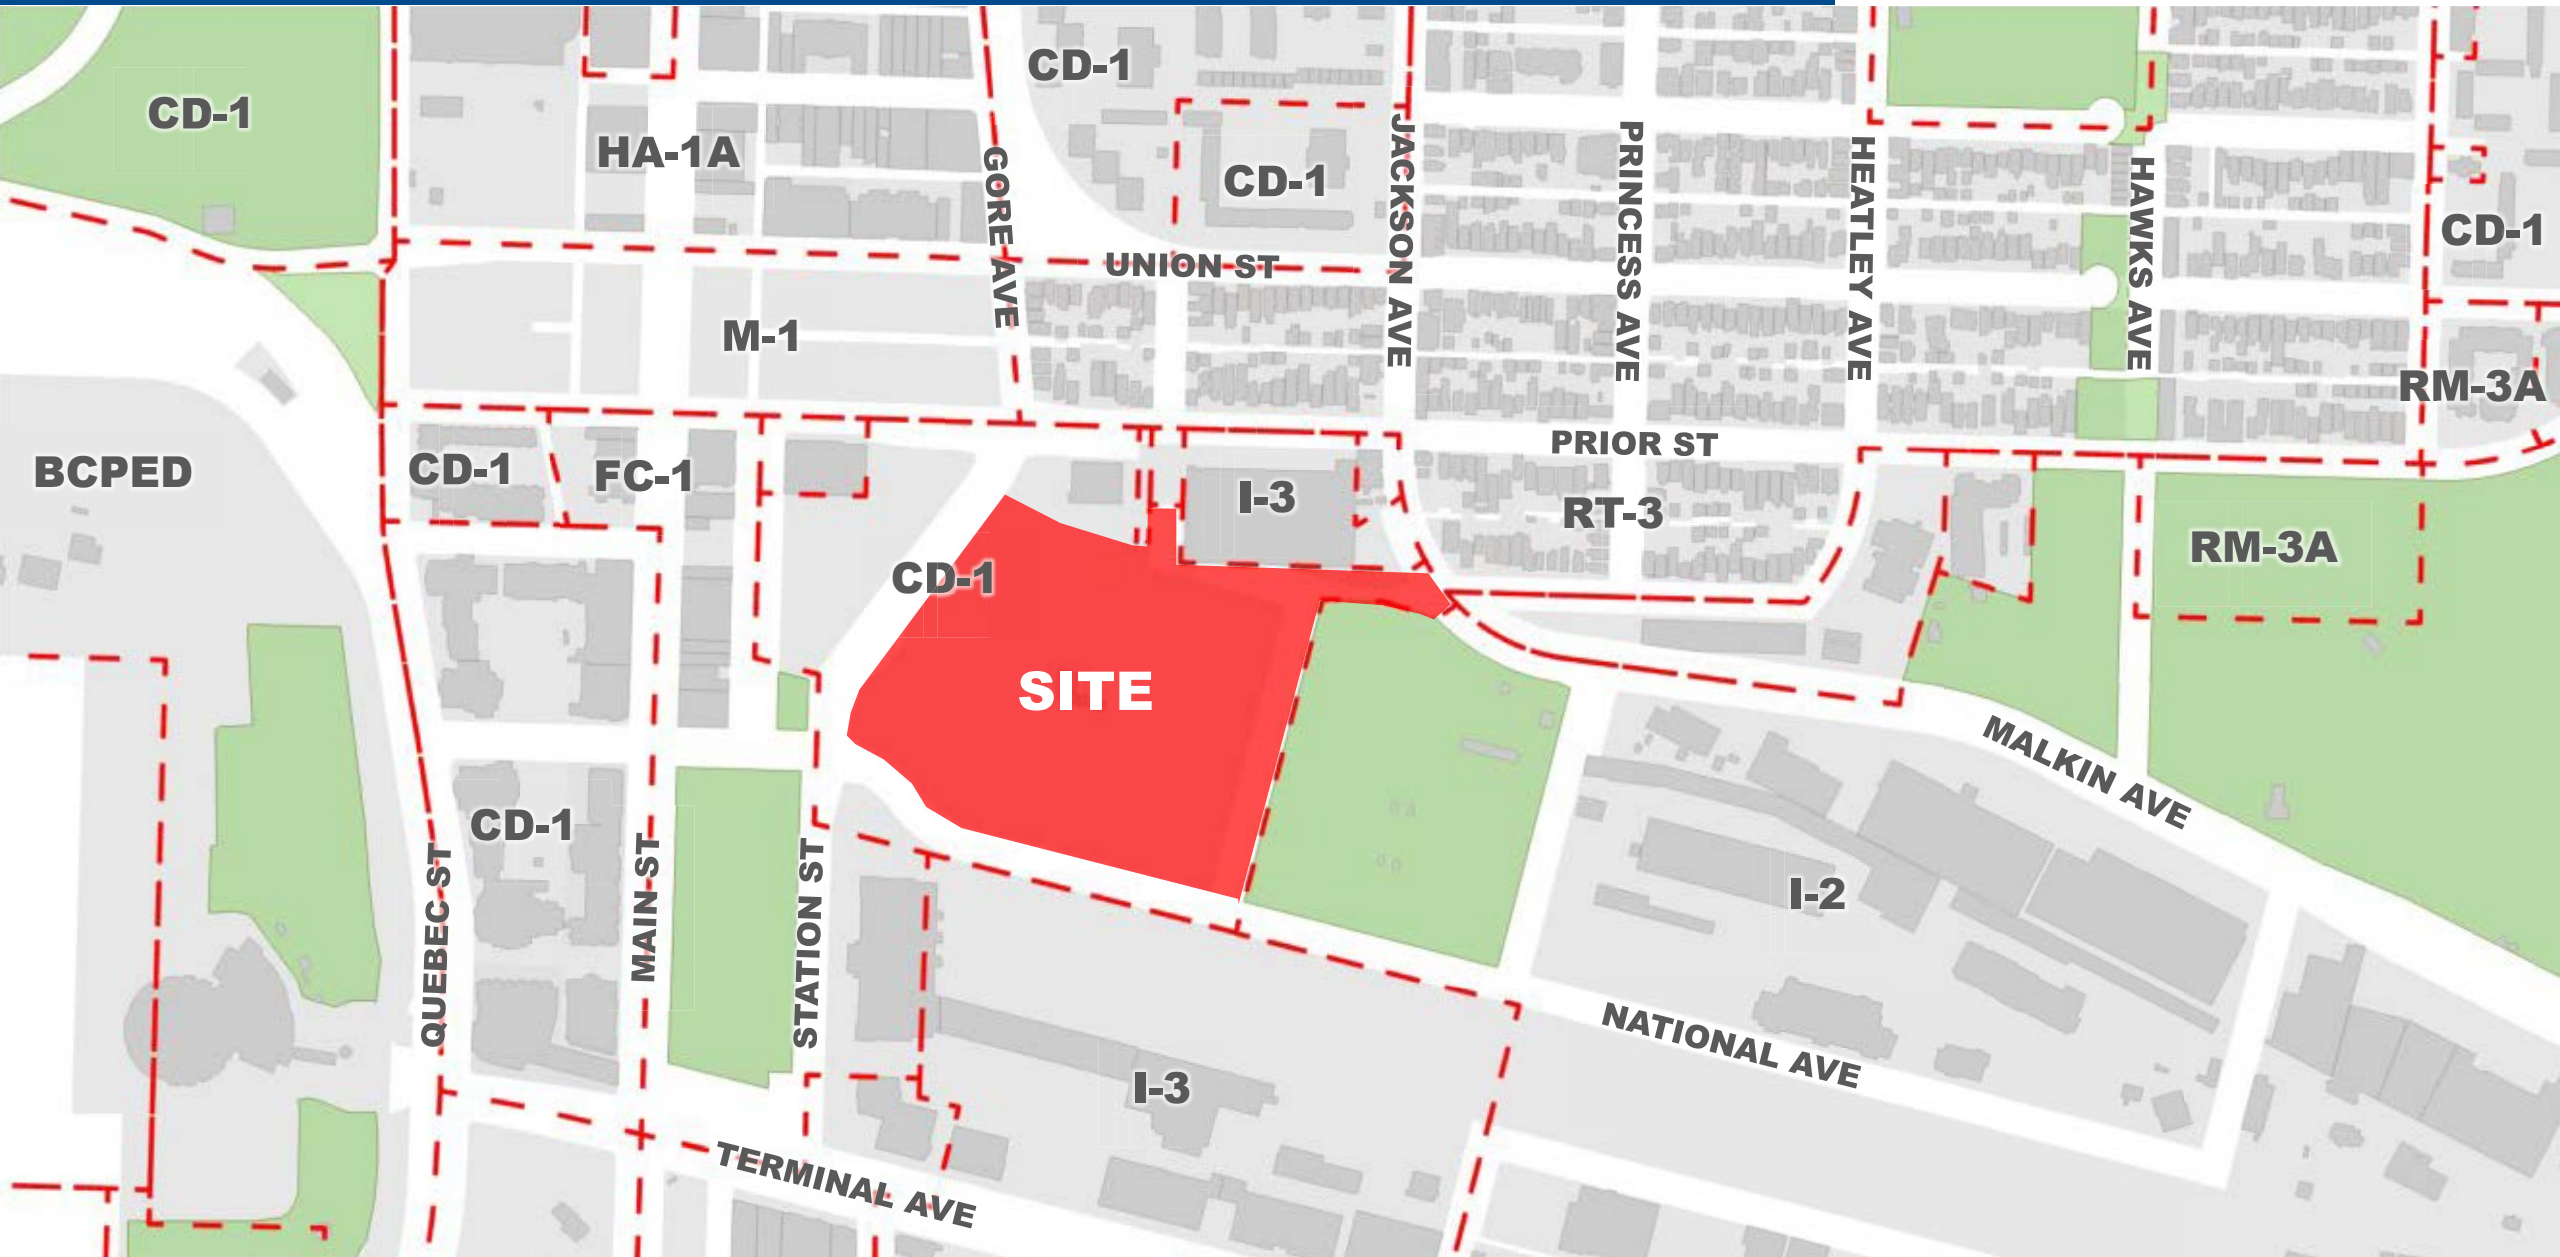 CD-1
CD-1
HA-1A
CD-1
GORE AVE
JACKSON AVE
PRINCESS AVE
HEATLEY AVE
HAWKS AVE
CD-1
UNION ST
M-1
RM-3A
BCPED
CD-1
FC-1
I-3
PRIOR ST
RT-3
RM-3A
CD-1
SITE
MALKIN AVE
CD-1
QUEBEC ST
MAIN ST
STATION ST
I-2
NATIONAL AVE
I-3
TERMINAL AVE